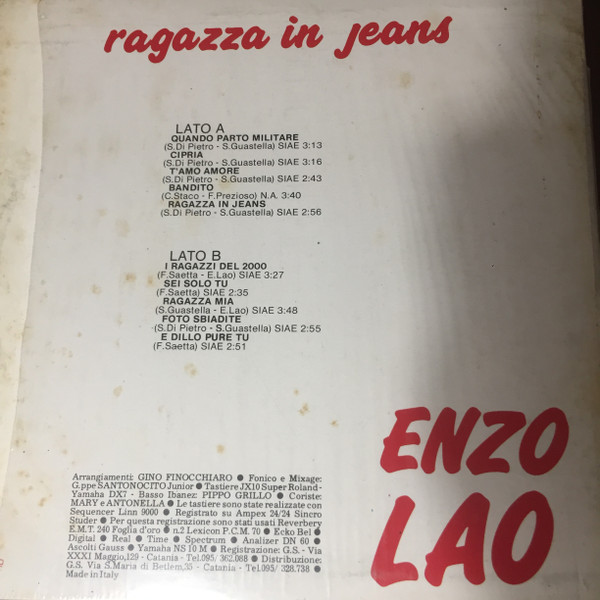 ragazza in jeans
LATO A
QUANDO PARTO MILITARE
(S.Di Pietro - S.Guastella) SIAE 3:13
CIPRIA
(S.Di Pietro - S.Guastella) SIAE 3:16
T'AMO AMORE
(S.Di Pietro - S.Guastella) SIAE 2:43
BANDITO
(C.Staco - F.Prezioso) N.A. 3:40
RAGAZZA IN JEANS
(S.Di Pietro - S.Guastella) SIAE 2:56
LATO B
I RAGAZZI DEL 2000
(F.Saetta - E.Lao) SIAE 3:27
SEI SOLO TU
(F.Saetta) SIAE 2:35
RAGAZZA MIA
(S.Guastella - E.Lao) SIAE 3:48
FOTO SBIADITE
(S.Di Pietro - S.Guastella) SIAE 2:55
E DILLO PURE TU
(F.Saetta) SIAE 2:51
ENZO
LAO
Arrangiamenti: GINO FINOCCHIARO ● Fonico e Mixage:
G.ppe SANTONOCITO Junior ● Tastiere JX10 Super Roland-
Yamaha DX7 - Basso Ibanez: PIPPO GRILLO ● Coriste:
MARY e ANTONELLA ● Le tastiere sono state realizzate con
Sequencer Linn 9000 ● Registrato su Ampex 24/24 Sincro
Studer ● Per questa registrazione sono stati usati Reverbery
E.M.T. 240 Foglia d'oro ● n.2 Lexicon P.C.M. 70 ● Ecko Bel ●
Digital ● Real ● Time ● Spectrum ● Analizer DN 60 ●
Ascolti Gauss ● Yamaha NS 10 M ● Registrazione: G.S. - Via
XXXI Maggio,129 - Catania - Tel.095/ 362.088 ● Distribuzione:
G.S. Via S.Maria di Betlem,35 - Catania - Tel.095/ 328.738 ●
Made in Italy